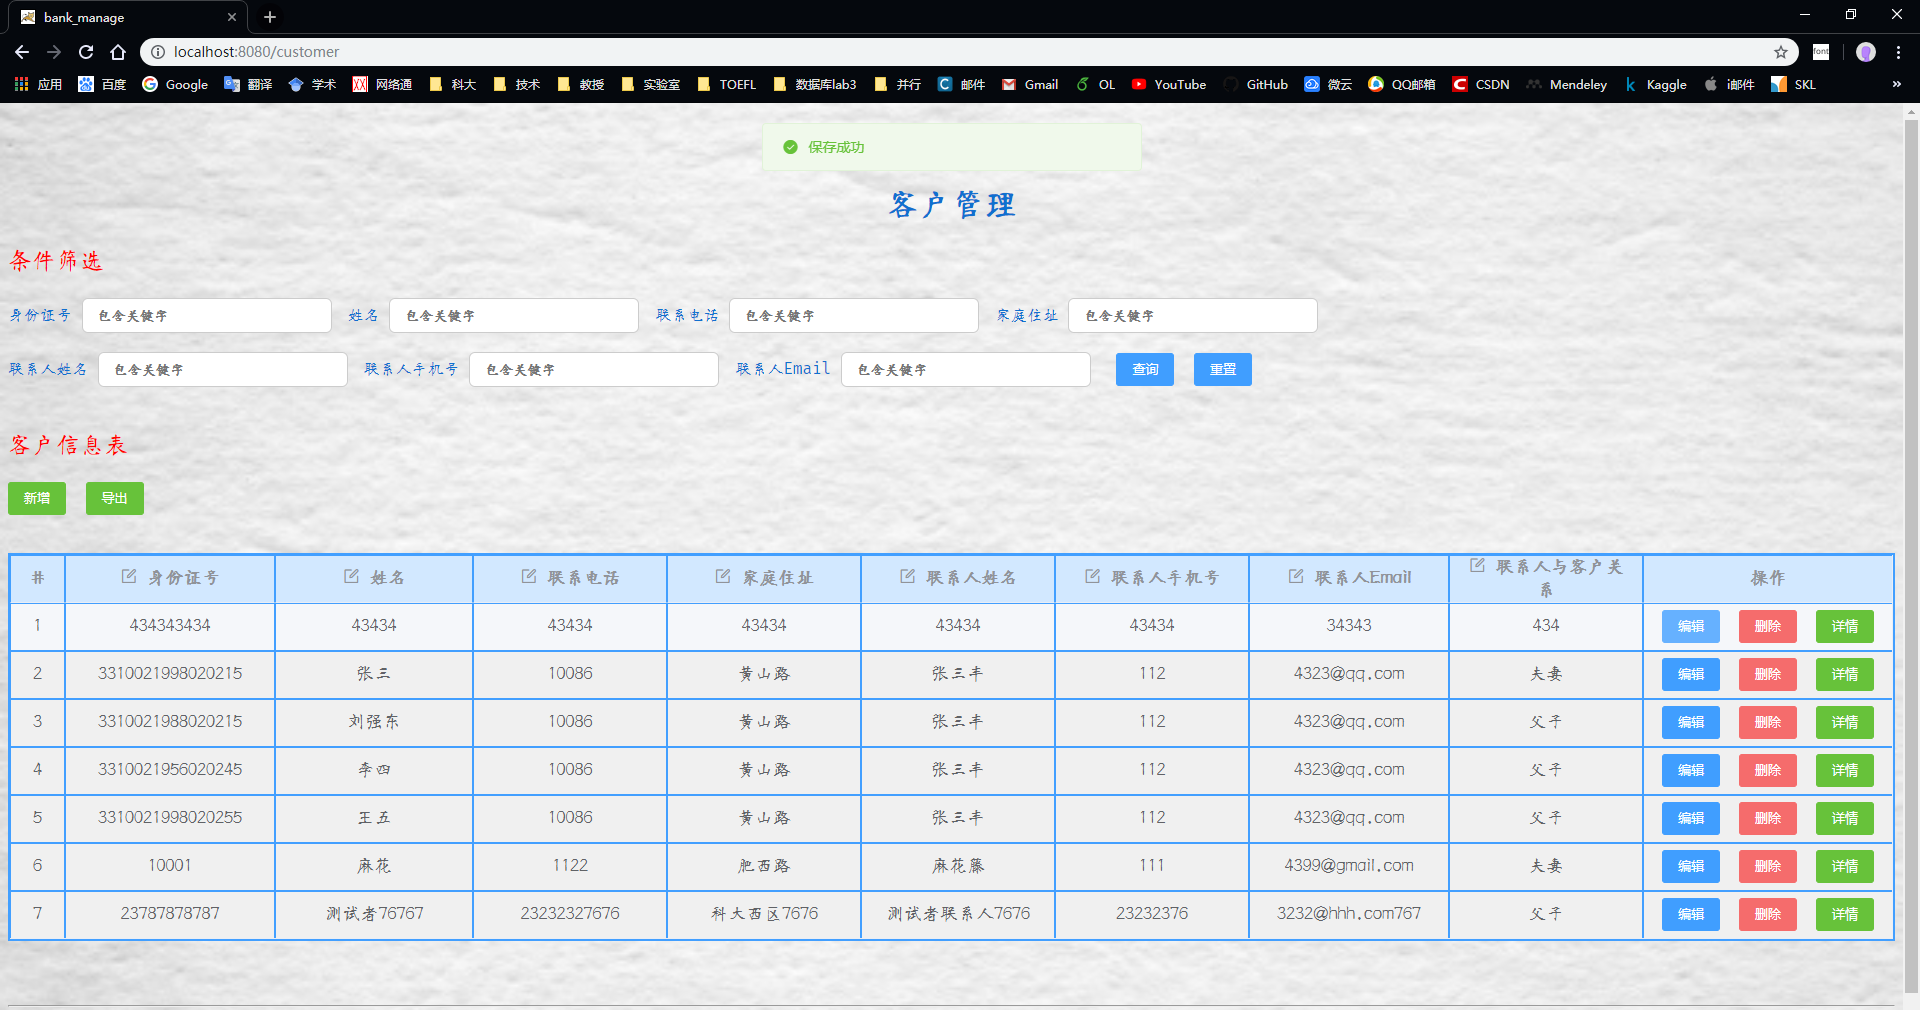 bank_manage
localhost:8080/customer
font
应用 百度 Google 翻译 学术 网络通 科大 技术 教授 实验室 TOEFL 数据库lab3 并行 邮件 Gmail OL YouTube GitHub 微云 QQ邮箱 CSDN Mendeley Kaggle i邮件 SKL »
保存成功
客户管理
条件筛选
身份证号 包含关键字 姓名 包含关键字 联系电话 包含关键字 家庭住址 包含关键字
联系人姓名 包含关键字 联系人手机号 包含关键字 联系人Email 包含关键字 查询 重置
客户信息表
新增 导出
# 身份证号 姓名 联系电话 家庭住址 联系人姓名 联系人手机号 联系人Email 联系人与客户关系 操作
1 434343434 43434 43434 43434 43434 43434 34343 434 编辑 删除 详情
2 3310021998020215 张三 10086 黄山路 张三丰 112 4323@qq.com 夫妻 编辑 删除 详情
3 3310021988020215 刘强东 10086 黄山路 张三丰 112 4323@qq.com 父子 编辑 删除 详情
4 3310021956020245 李四 10086 黄山路 张三丰 112 4323@qq.com 父子 编辑 删除 详情
5 3310021998020255 王五 10086 黄山路 张三丰 112 4323@qq.com 父子 编辑 删除 详情
6 10001 麻花 1122 肥西路 麻花藤 111 4399@gmail.com 夫妻 编辑 删除 详情
7 23787878787 测试者76767 23232327676 科大西区7676 测试者联系人7676 23232376 3232@hhh.com767 父子 编辑 删除 详情